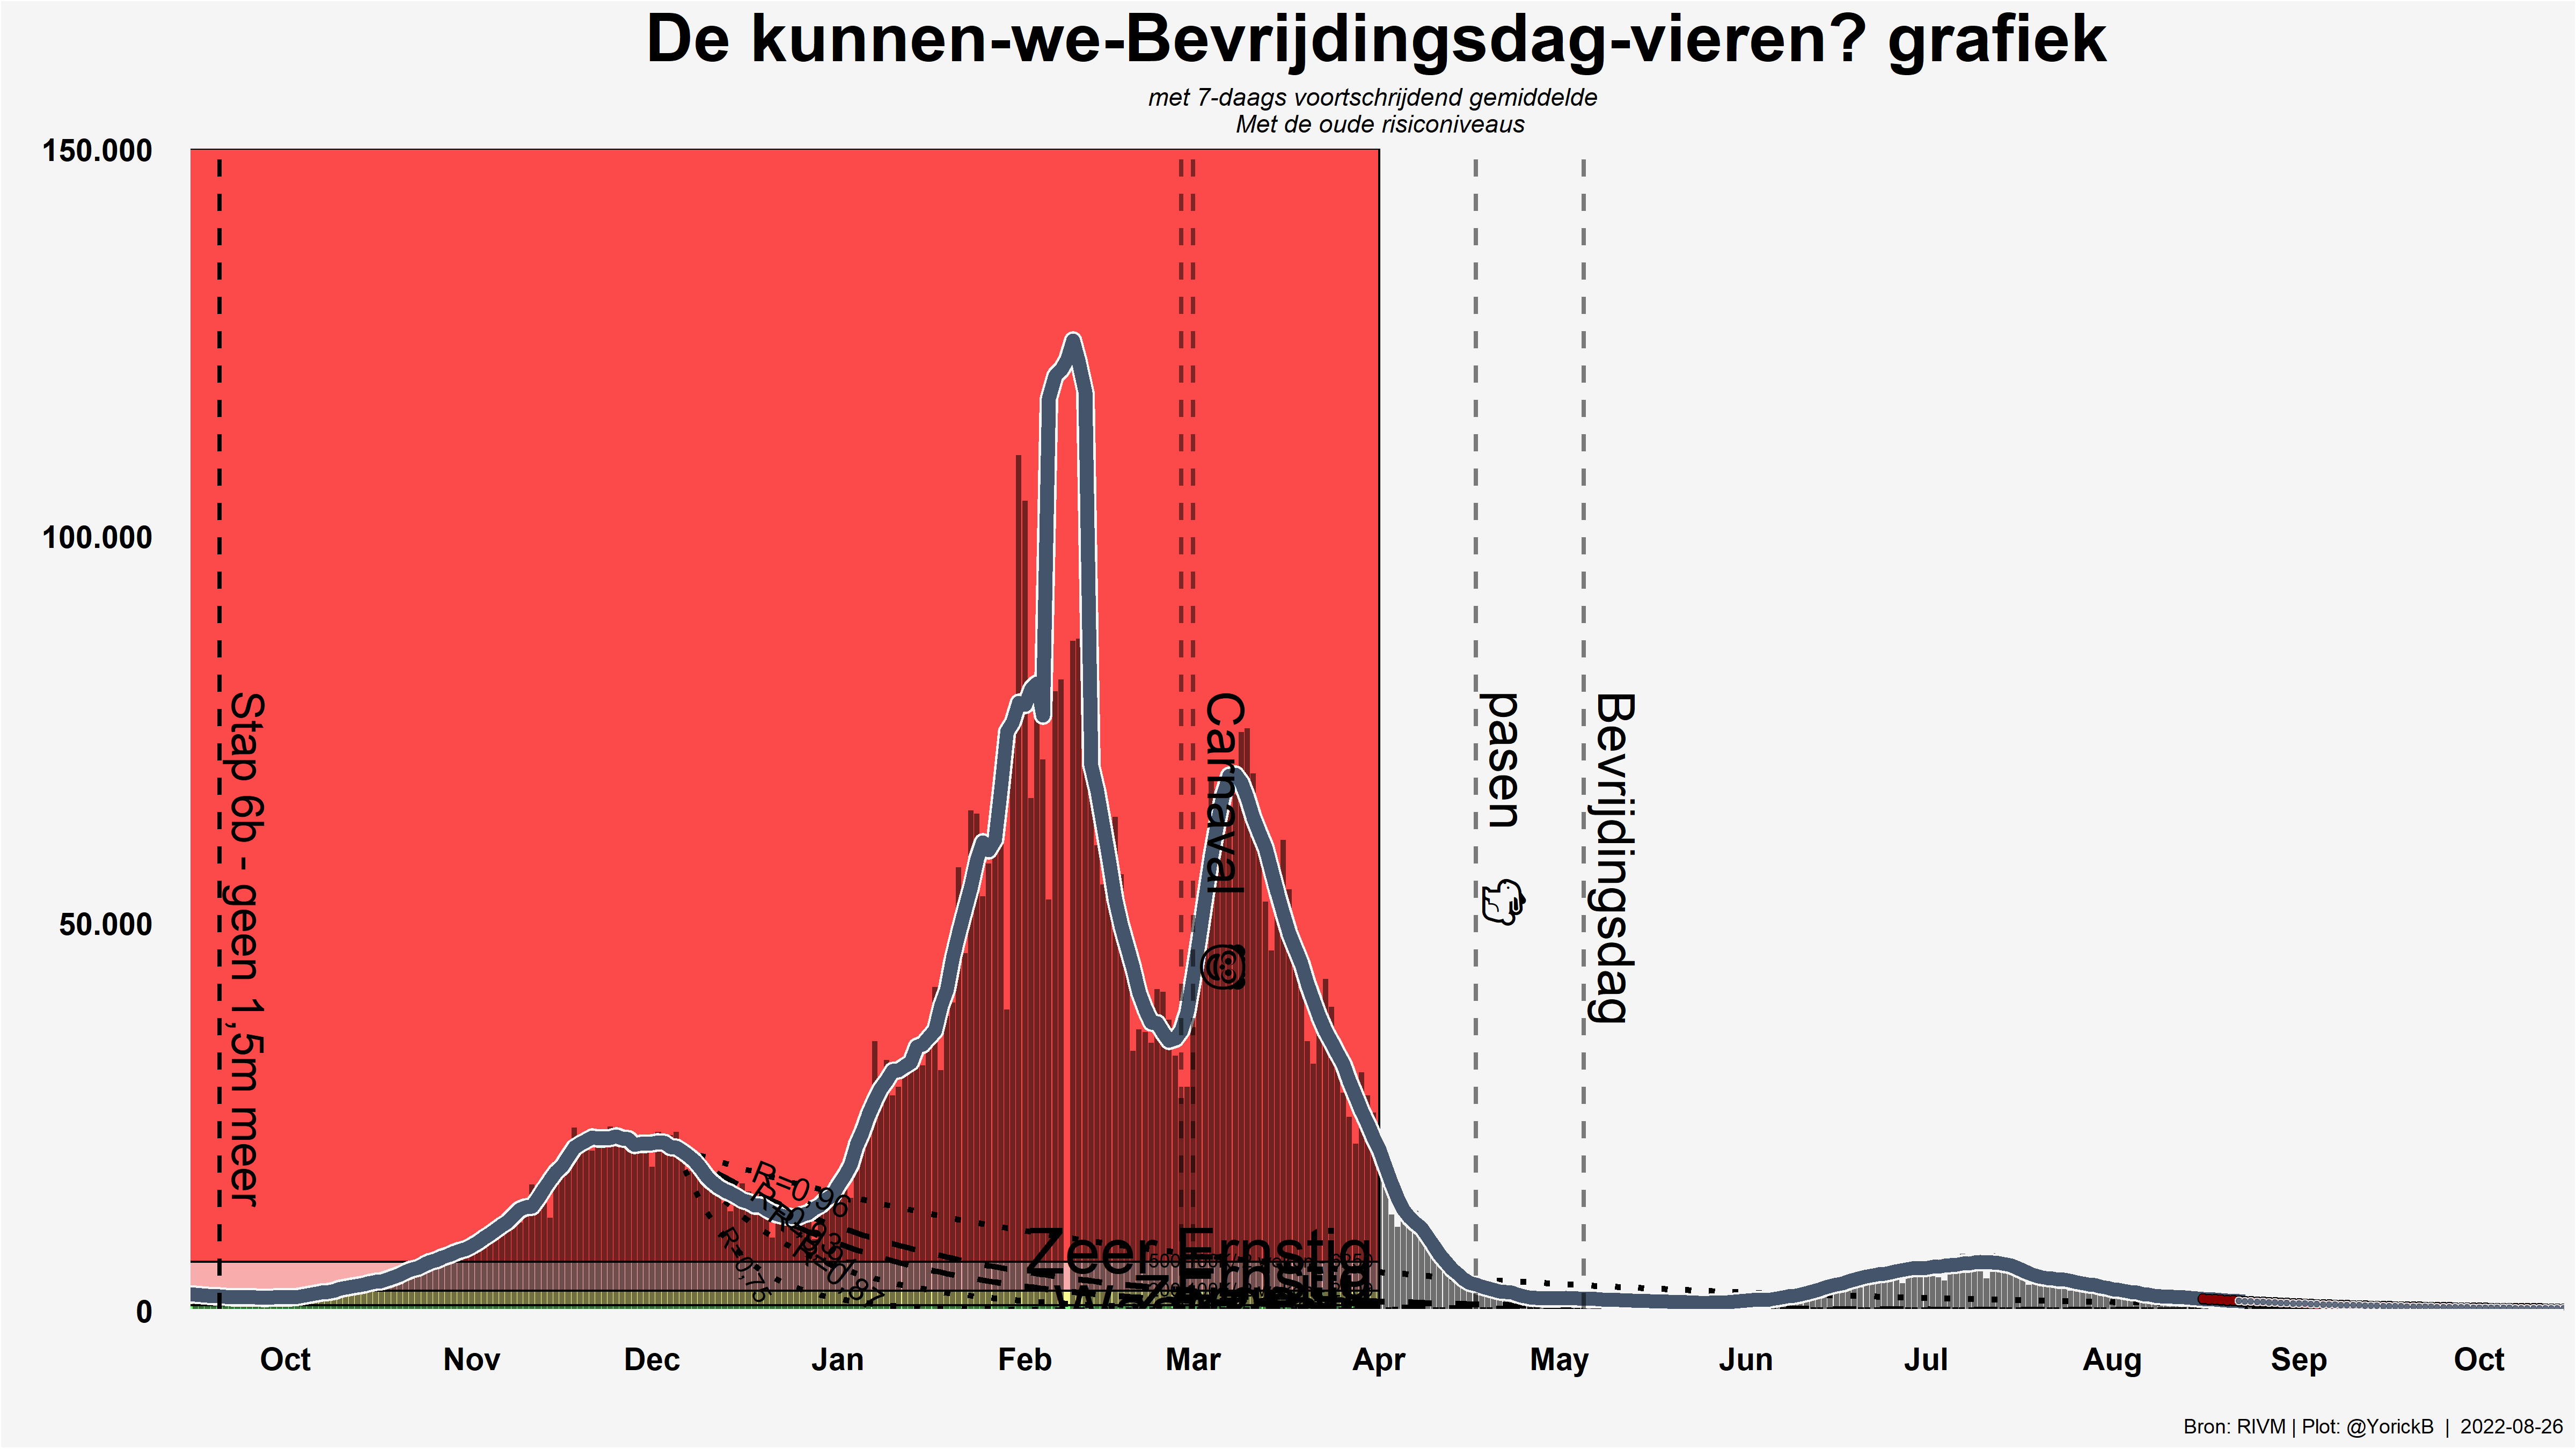 De kunnen-we-Bevrijdingsdag-vieren? grafiek
met 7-daags voortschrijdend gemiddelde
Met de oude risiconiveaus
150.000
100.000
50.000
0
Stap 6b - geen 1,5m meer
Carnaval
pasen
Bevrijdingsdag
R=0,96
R=0,75
Zeer Ernstig
Ernstig
Oct Nov Dec Jan Feb Mar Apr May Jun Jul Aug Sep Oct
Bron: RIVM | Plot: @YorickB | 2022-08-26